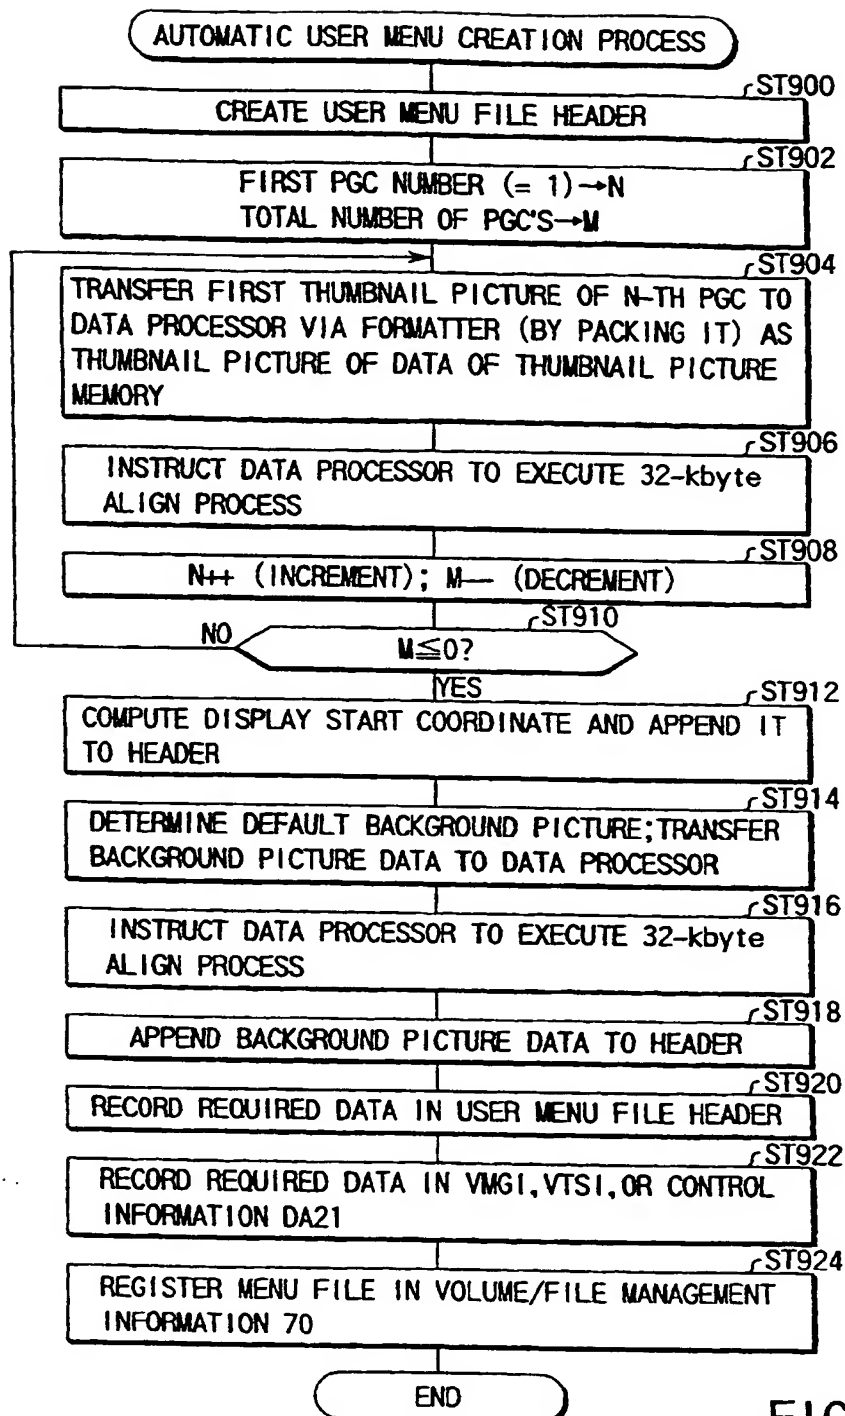 AUTOMATIC USER MENU CREATION PROCESS
ST900
CREATE USER MENU FILE HEADER
ST902
FIRST PGC NUMBER (= 1)→N
TOTAL NUMBER OF PGC'S→M
ST904
TRANSFER FIRST THUMBNAIL PICTURE OF N-TH PGC TO
DATA PROCESSOR VIA FORMATTER (BY PACKING IT) AS
THUMBNAIL PICTURE OF DATA OF THUMBNAIL PICTURE
MEMORY
ST906
INSTRUCT DATA PROCESSOR TO EXECUTE 32-kbyte
ALIGN PROCESS
ST908
N++ (INCREMENT); M-- (DECREMENT)
ST910
NO
M≦0?
YES
ST912
COMPUTE DISPLAY START COORDINATE AND APPEND IT
TO HEADER
ST914
DETERMINE DEFAULT BACKGROUND PICTURE;TRANSFER
BACKGROUND PICTURE DATA TO DATA PROCESSOR
ST916
INSTRUCT DATA PROCESSOR TO EXECUTE 32-kbyte
ALIGN PROCESS
ST918
APPEND BACKGROUND PICTURE DATA TO HEADER
ST920
RECORD REQUIRED DATA IN USER MENU FILE HEADER
ST922
RECORD REQUIRED DATA IN VMGI,VTSI,OR CONTROL
INFORMATION DA21
ST924
REGISTER MENU FILE IN VOLUME/FILE MANAGEMENT
INFORMATION 70
END